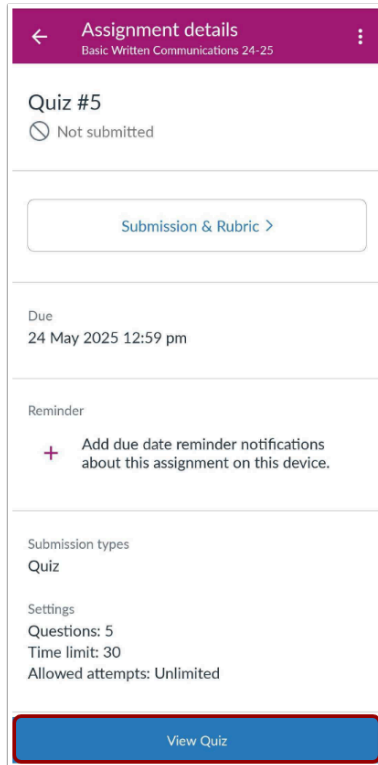 Assignment details
Basic Written Communications 24-25
Quiz #5
Not submitted
Submission & Rubric >
Due
24 May 2025 12:59 pm
Reminder
+ Add due date reminder notifications
about this assignment on this device.
Submission types
Quiz
Settings
Questions: 5
Time limit: 30
Allowed attempts: Unlimited
View Quiz